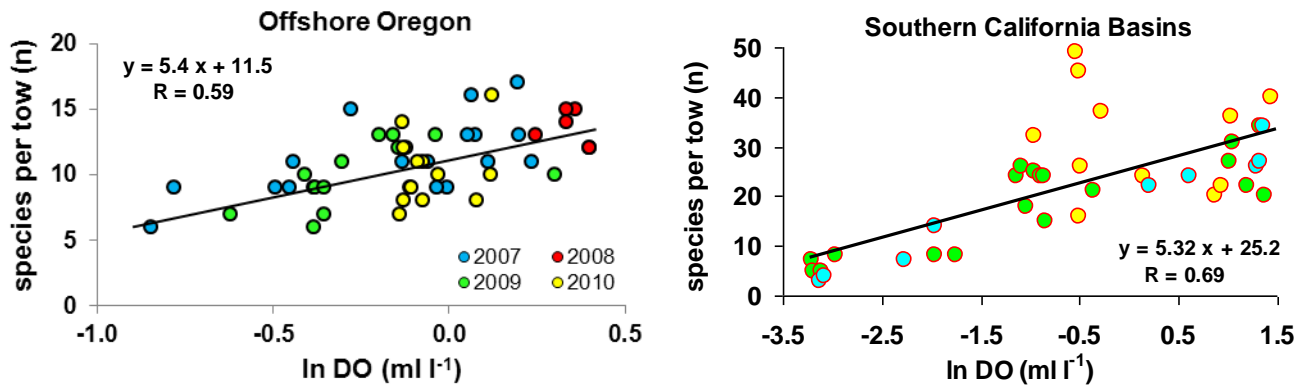 Offshore Oregon
species per tow (n)
20
15
10
5
0
y = 5.4 x + 11.5
R = 0.59
2007
2008
2009
2010
-1.0
-0.5
0.0
0.5
ln DO (ml l⁻¹)
Southern California Basins
species per tow (n)
50
40
30
20
10
0
y = 5.32 x + 25.2
R = 0.69
-3.5
-2.5
-1.5
-0.5
0.5
1.5
ln DO (ml l⁻¹)